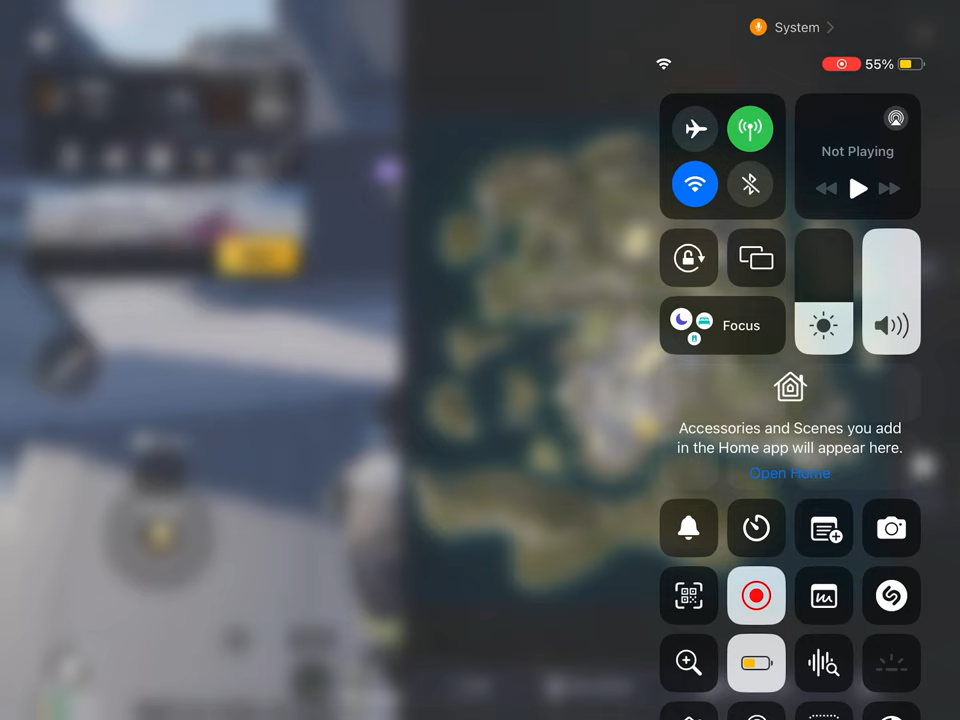 System
55%
Not Playing
Focus
Accessories and Scenes you add
in the Home app will appear here.
Open Home